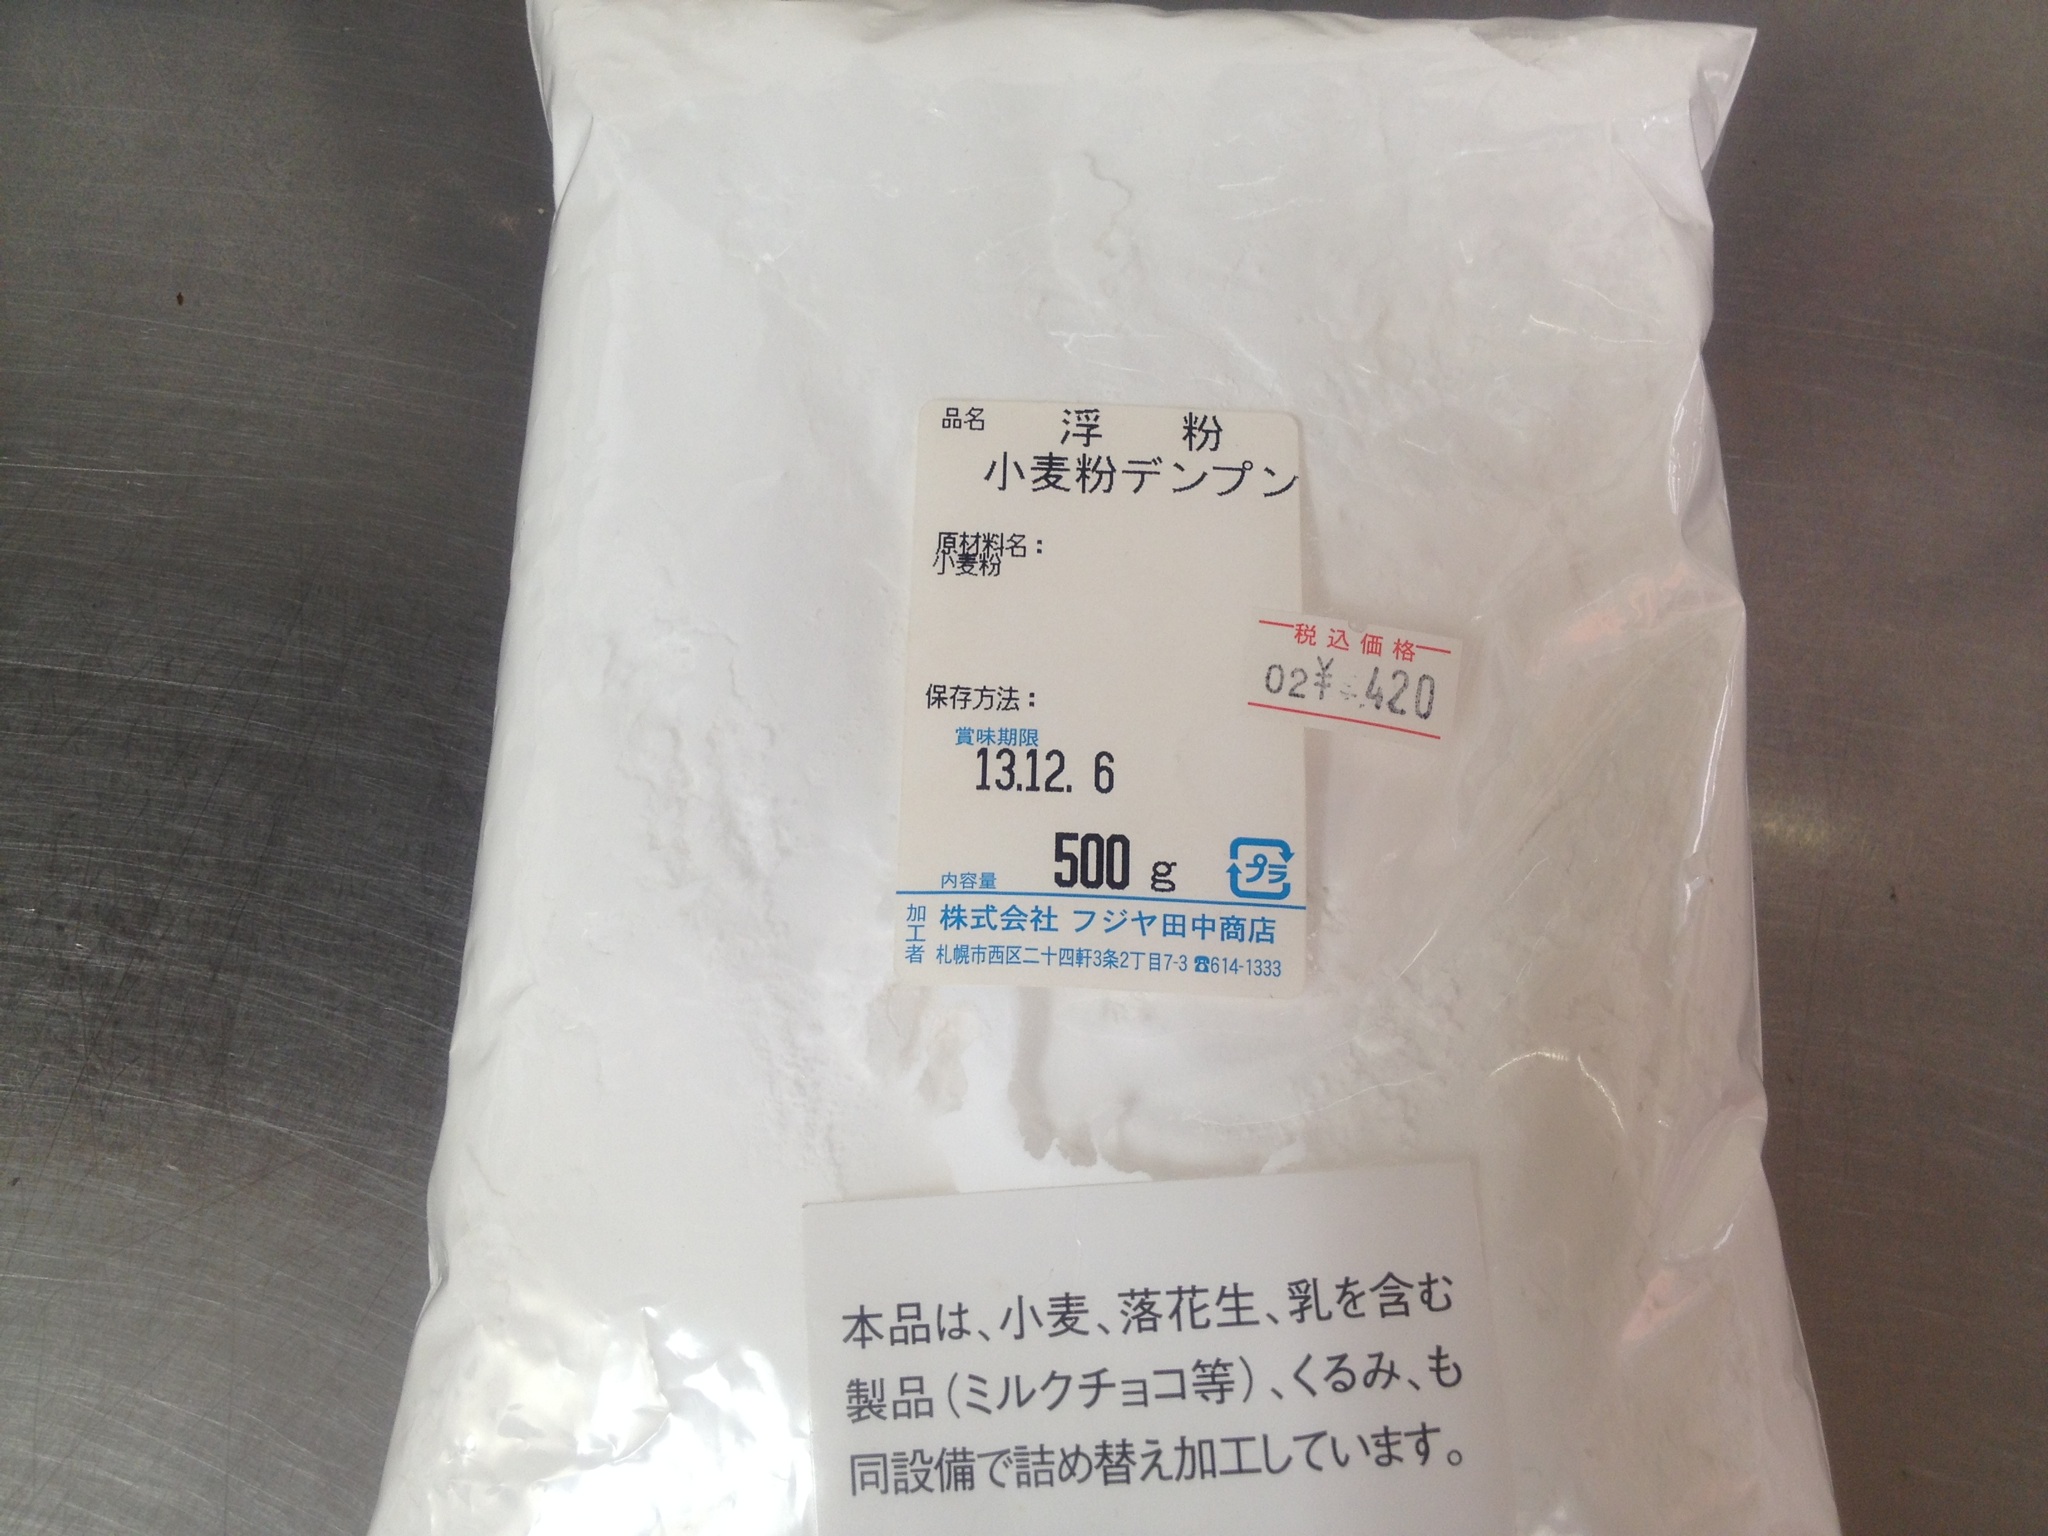 品名 浮 粉
小麦粉デンプン
原材料名:
小麦粉
保存方法:
賞味期限
13.12. 6
内容量 500 g
プラ
加工者 株式会社 フジヤ田中商店
札幌市西区二十四軒3条2丁目7-3 ☎614-1333
税込価格
02¥ 420
本品は、小麦、落花生、乳を含む
製品(ミルクチョコ等)、くるみ、も
同設備で詰め替え加工しています。